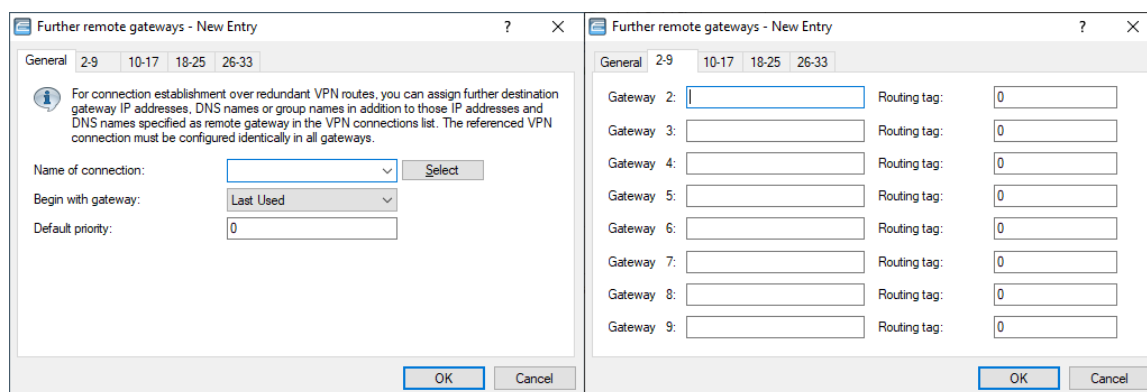 Further remote gateways - New Entry
General 2-9 10-17 18-25 26-33
For connection establishment over redundant VPN routes, you can assign further destination
gateway IP addresses, DNS names or group names in addition to those IP addresses and
DNS names specified as remote gateway in the VPN connections list. The referenced VPN
connection must be configured identically in all gateways.
Name of connection: Select
Begin with gateway: Last Used
Default priority: 0
OK Cancel
Further remote gateways - New Entry
General 2-9 10-17 18-25 26-33
Gateway 2: Routing tag: 0
Gateway 3: Routing tag: 0
Gateway 4: Routing tag: 0
Gateway 5: Routing tag: 0
Gateway 6: Routing tag: 0
Gateway 7: Routing tag: 0
Gateway 8: Routing tag: 0
Gateway 9: Routing tag: 0
OK Cancel